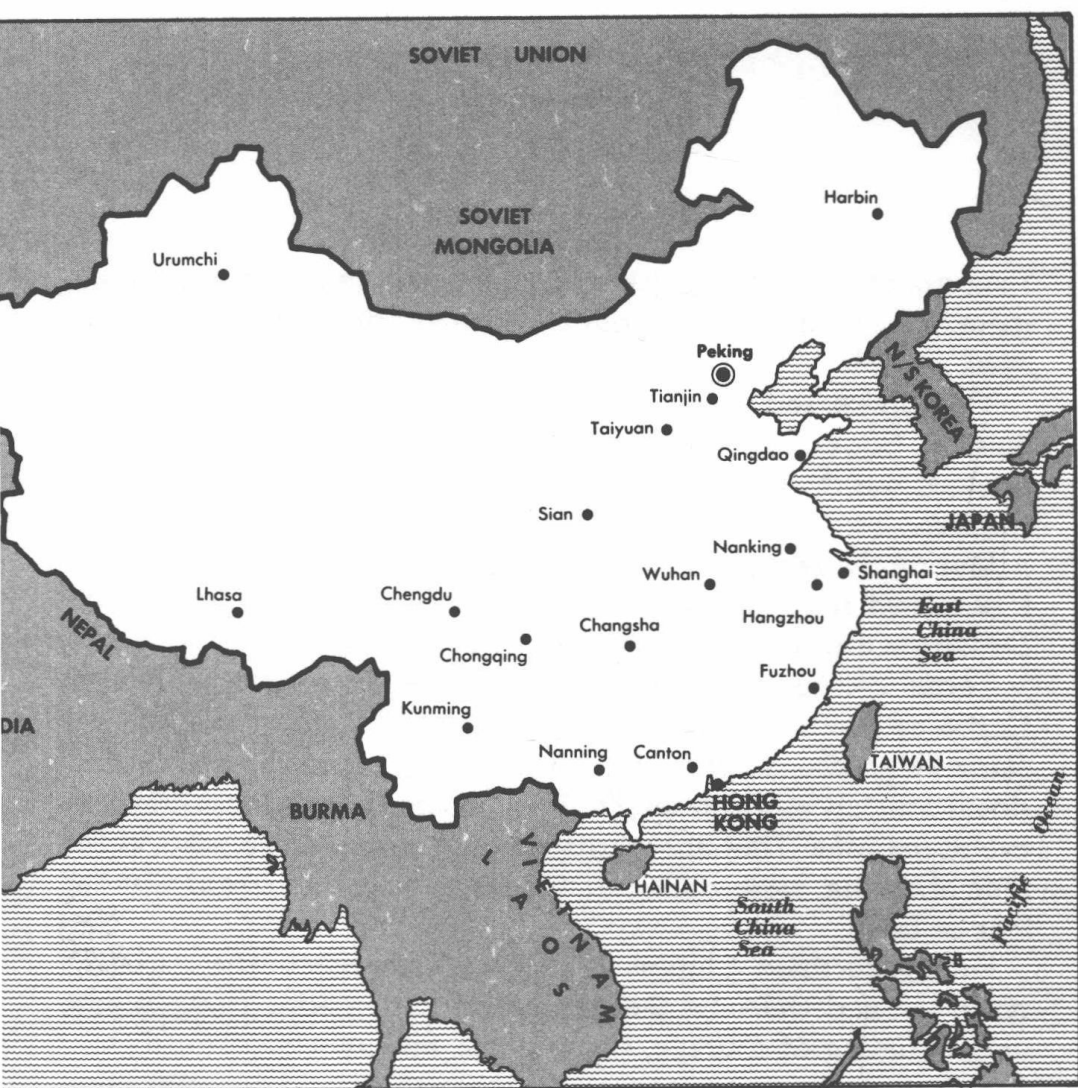 SOVIET UNION
Harbin
SOVIET
MONGOLIA
Urumchi
Peking
N/S KOREA
Tianjin
Taiyuan
Qingdao
Sian
JAPAN
Nanking
Wuhan
Shanghai
Lhasa
Chengdu
Hangzhou
East
China
Sea
NEPAL
Changsha
Chongqing
Fuzhou
Kunming
DIA
Nanning
Canton
TAIWAN
HONG
KONG
BURMA
Pacific Ocean
VIETNAM
LAOS
HAINAN
South
China
Sea